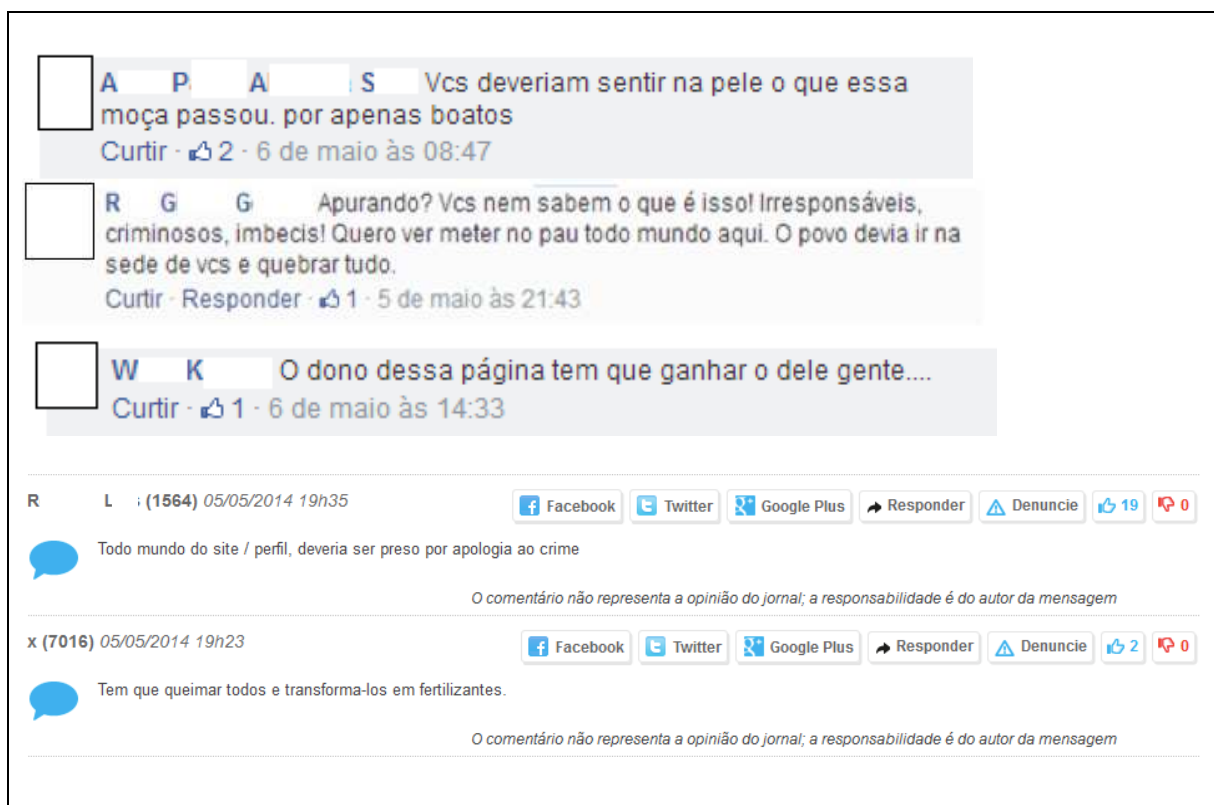 A P A S Vcs deveriam sentir na pele o que essa
moça passou. por apenas boatos
Curtir · 2 · 6 de maio às 08:47
R G G Apurando? Vcs nem sabem o que é isso! Irresponsáveis,
criminosos, imbecis! Quero ver meter no pau todo mundo aqui. O povo devia ir na
sede de vcs e quebrar tudo.
Curtir · Responder · 1 · 5 de maio às 21:43
W K O dono dessa página tem que ganhar o dele gente....
Curtir · 1 · 6 de maio às 14:33
R L (1564) 05/05/2014 19h35 Facebook Twitter Google Plus Responder Denuncie 19 0
Todo mundo do site / perfil, deveria ser preso por apologia ao crime
O comentário não representa a opinião do jornal; a responsabilidade é do autor da mensagem
x (7016) 05/05/2014 19h23 Facebook Twitter Google Plus Responder Denuncie 2 0
Tem que queimar todos e transforma-los em fertilizantes.
O comentário não representa a opinião do jornal; a responsabilidade é do autor da mensagem